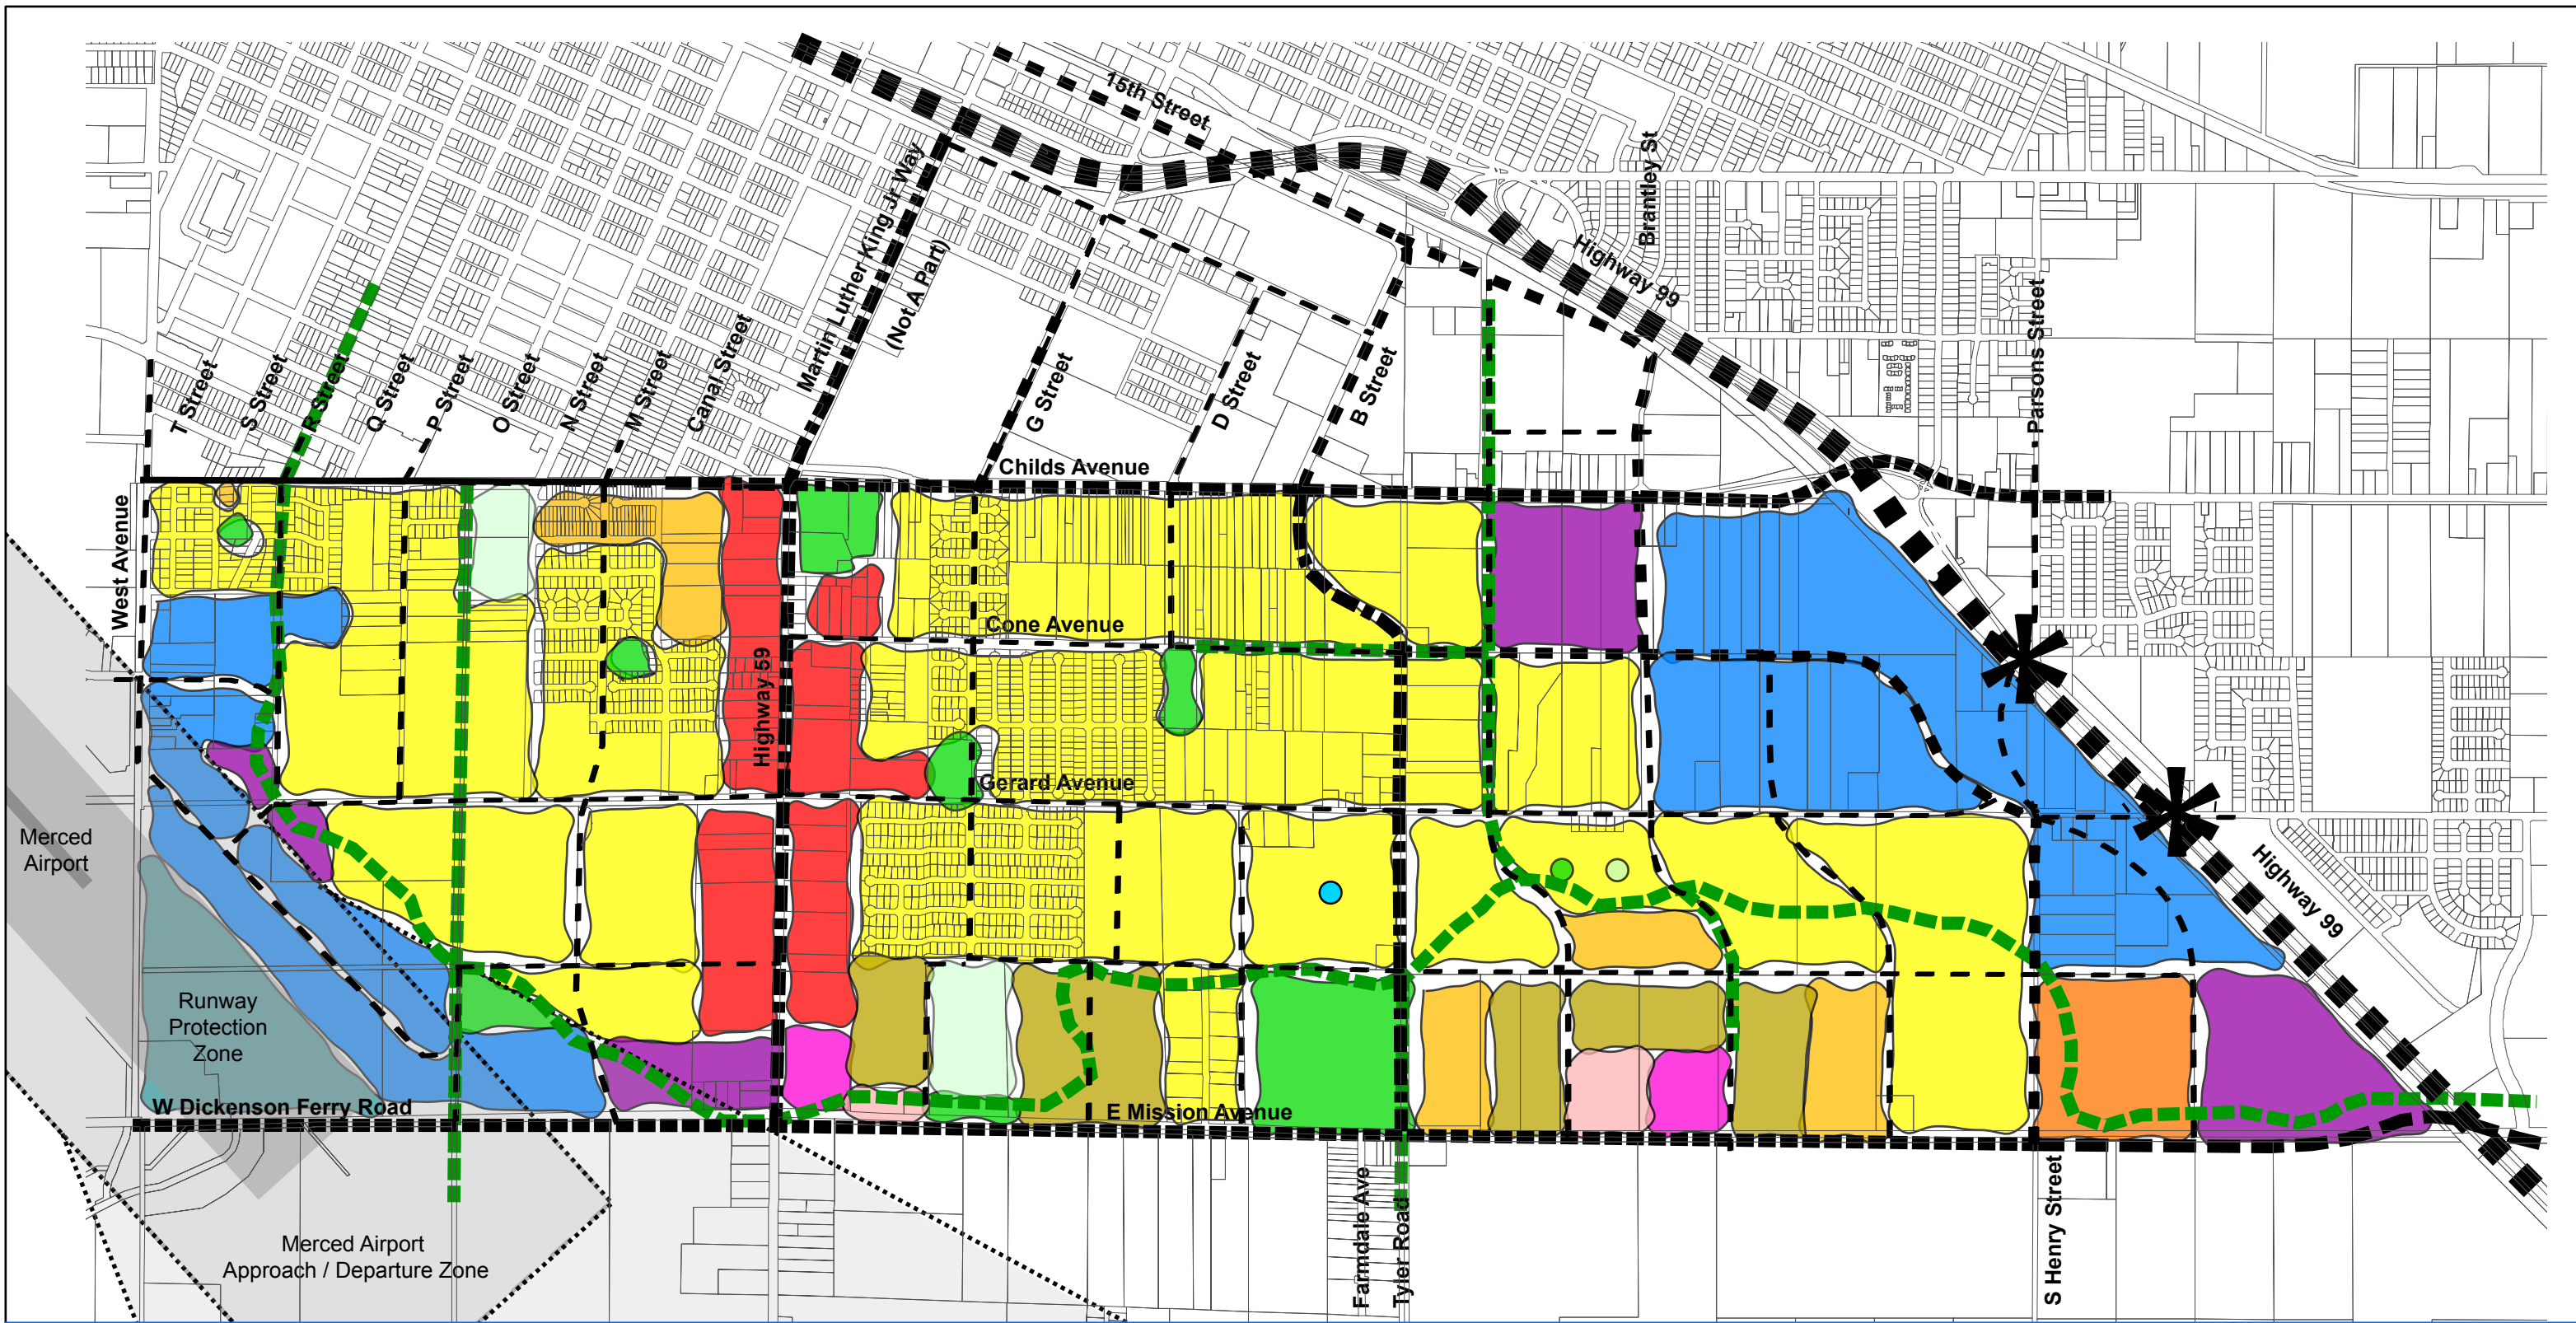 15th Street
Brantley St
Highway 99
Martin Luther King Jr Way
(Not A Part)
Parsons Street
T Street
S Street
R Street
Q Street
P Street
O Street
N Street
M Street
Canal Street
G Street
D Street
B Street
Childs Avenue
West Avenue
Cone Avenue
Highway 59
Gerard Avenue
Merced
Airport
Highway 99
Runway
Protection
Zone
W Dickenson Ferry Road
E Mission Avenue
Farmdale Ave
Tyler Road
S Henry Street
Merced Airport
Approach / Departure Zone